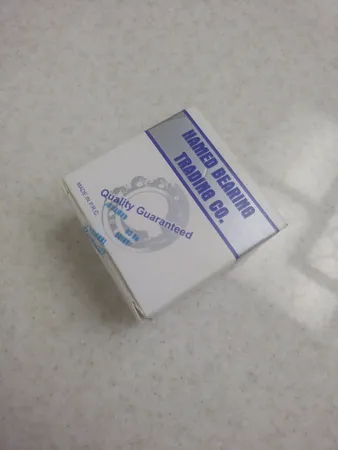 HAMED BEARING
TRADING CO.
Quality Guaranteed
MADE IN P.R.C.